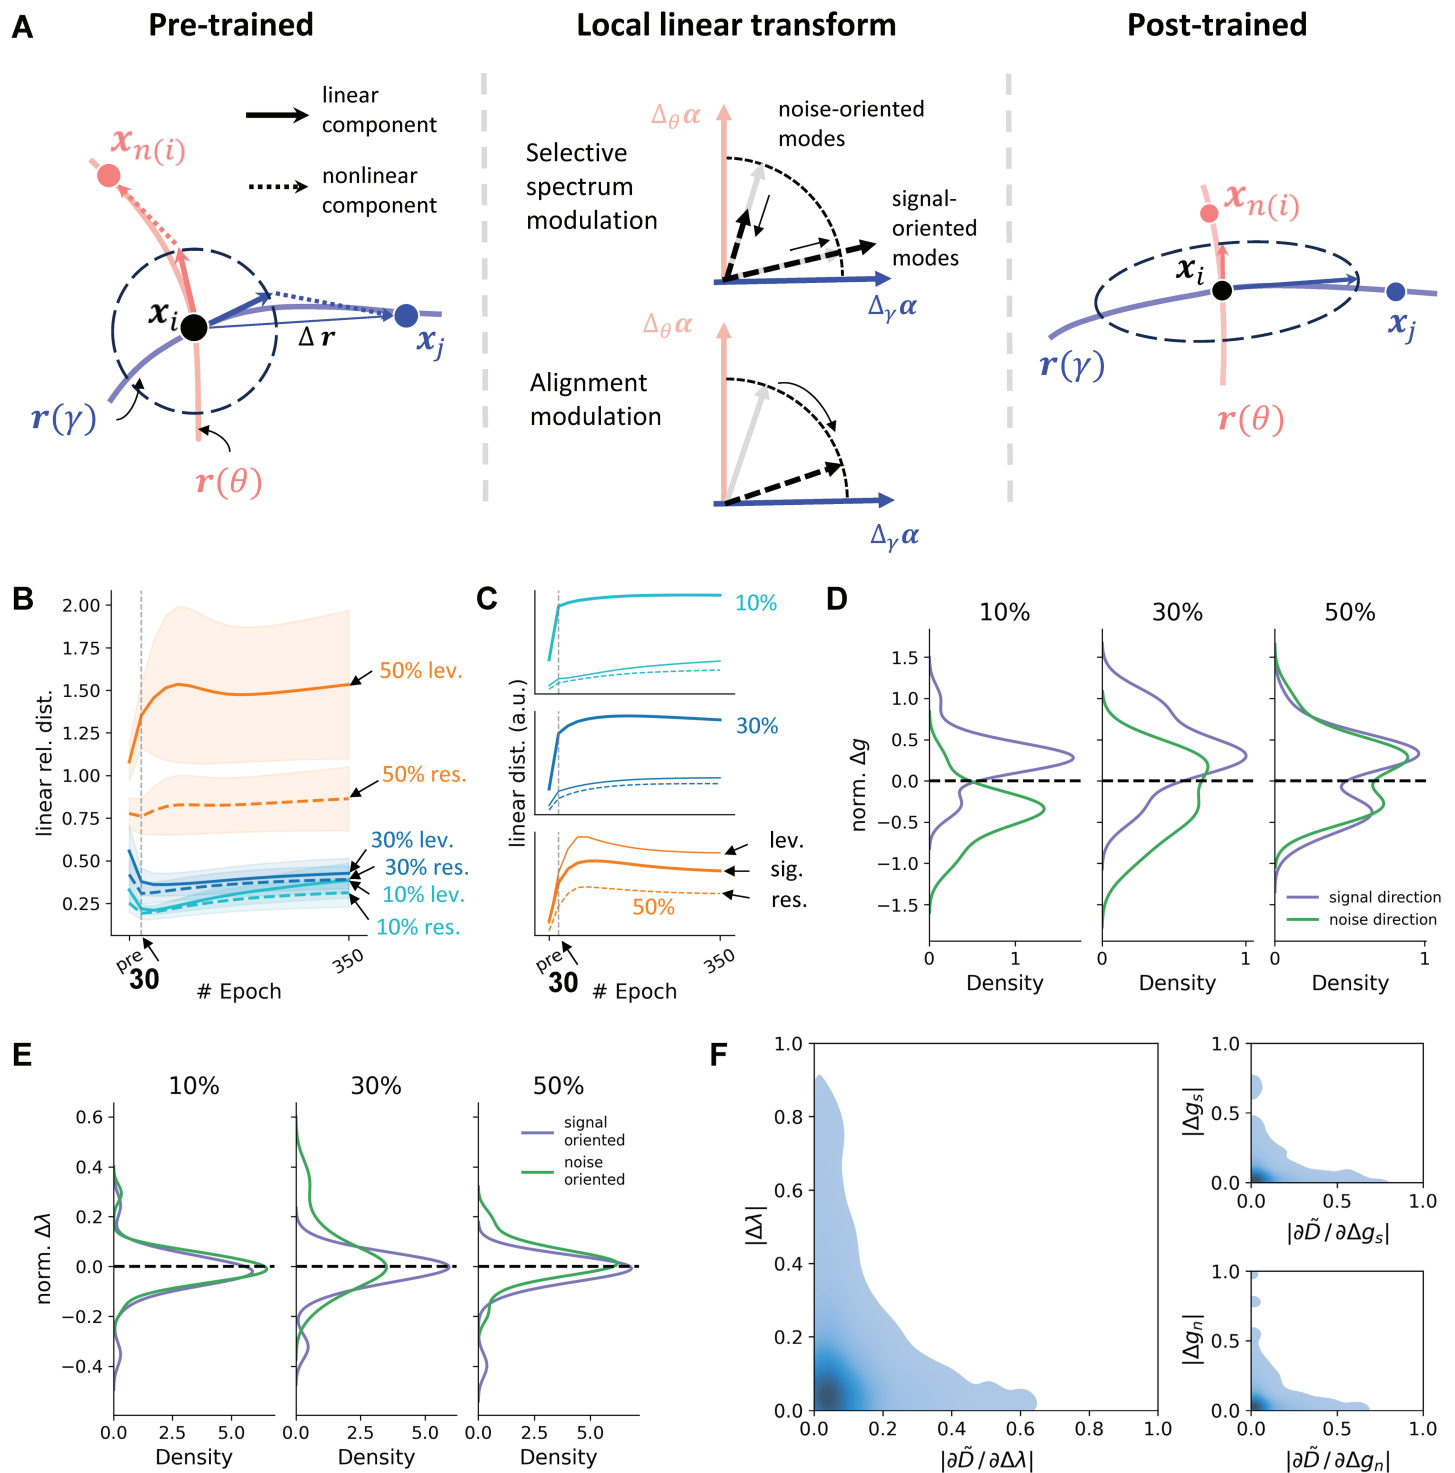 A
Pre-trained
Local linear transform
Post-trained
linear
component
nonlinear
component
x_{n(i)}
x_i
Δ r
x_j
r(γ)
r(θ)
Selective
spectrum
modulation
Δ_θ α
noise-oriented
modes
signal-
oriented
modes
Δ_γ α
Alignment
modulation
Δ_θ α
Δ_γ α
x_{n(i)}
x_i
x_j
r(γ)
r(θ)
B
linear rel. dist.
2.00
1.75
1.50
1.25
1.00
0.75
0.50
0.25
50% lev.
50% res.
30% lev.
30% res.
10% lev.
10% res.
pre
30
350
# Epoch
C
linear dist. (a.u.)
10%
30%
50%
lev.
sig.
res.
pre
30
350
# Epoch
D
10%
30%
50%
norm. Δg
1.5
1.0
0.5
0.0
−0.5
−1.0
−1.5
signal direction
noise direction
0 1
0 1
0 1
Density
Density
Density
E
10%
30%
50%
norm. Δλ
0.6
0.4
0.2
0.0
−0.2
−0.4
signal
oriented
noise
oriented
0.0 2.5 5.0
0.0 2.5 5.0
0.0 2.5 5.0
Density
Density
Density
F
|Δλ|
1.0
0.8
0.6
0.4
0.2
0.0
0.0 0.2 0.4 0.6 0.8 1.0
|∂D̃ / ∂Δλ|
|Δg_s|
1.0
0.5
0.0
0.0 0.5 1.0
|∂D̃ / ∂Δg_s|
|Δg_n|
1.0
0.5
0.0
0.0 0.5 1.0
|∂D̃ / ∂Δg_n|